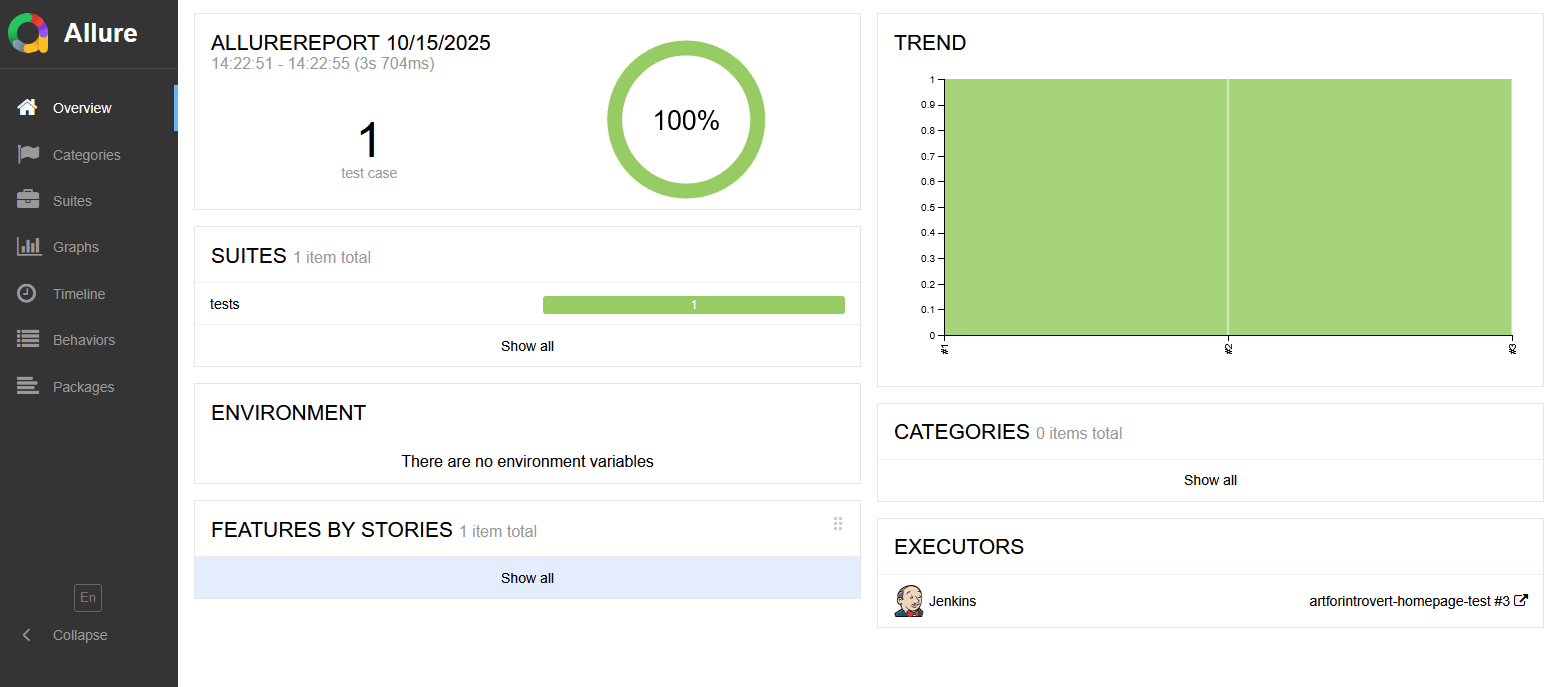 Allure
Overview
Categories
Suites
Graphs
Timeline
Behaviors
Packages
En
Collapse
ALLUREREPORT 10/15/2025
14:22:51 - 14:22:55 (3s 704ms)
1
test case
100%
SUITES 1 item total
tests 1
Show all
ENVIRONMENT
There are no environment variables
FEATURES BY STORIES 1 item total
Show all
TREND
1
0.9
0.8
0.7
0.6
0.5
0.4
0.3
0.2
0.1
0
#1
#2
#3
CATEGORIES 0 items total
Show all
EXECUTORS
Jenkins artforintrovert-homepage-test #3